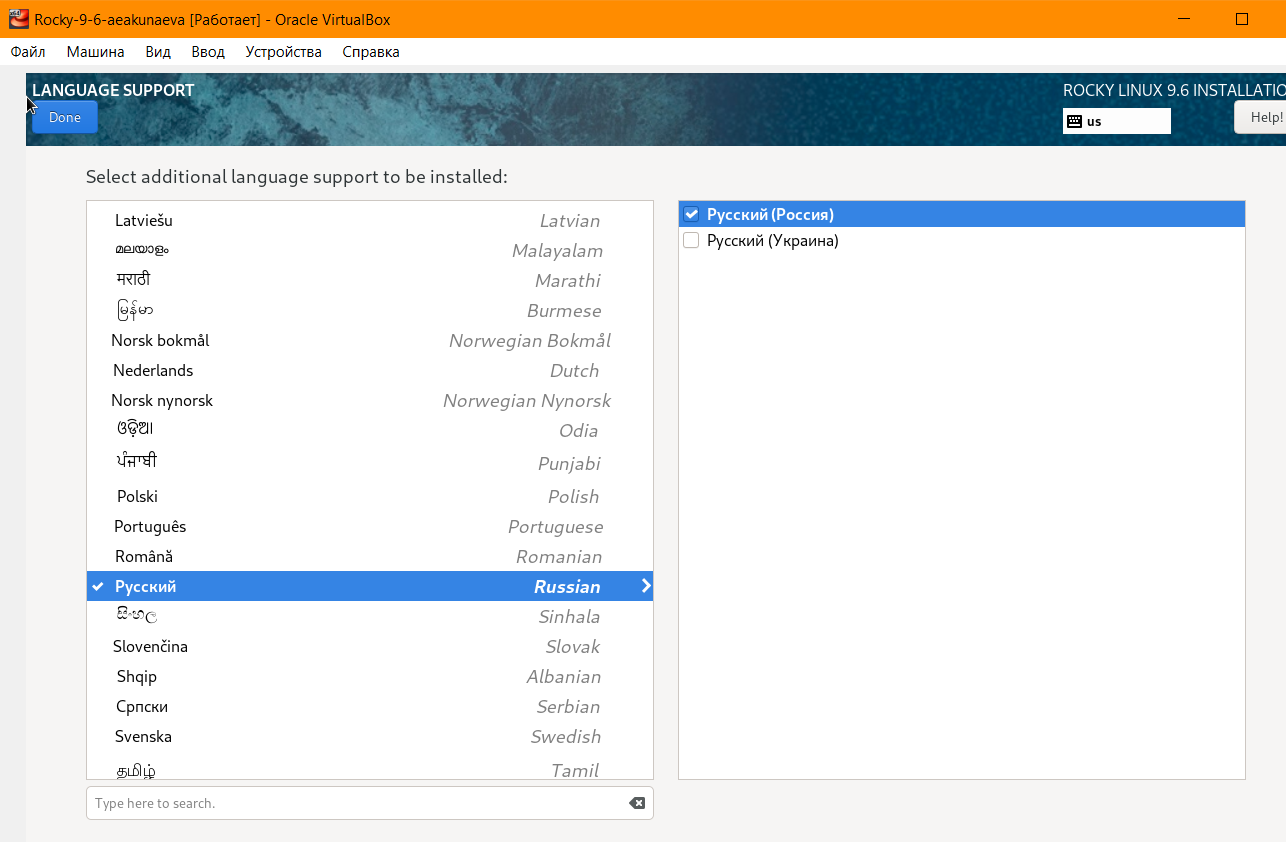 Rocky-9-6-aeakunaeva [Работает] - Oracle VirtualBox
Файл Машина Вид Ввод Устройства Справка
LANGUAGE SUPPORT
ROCKY LINUX 9.6 INSTALLATIO
Done
us
Help!
Select additional language support to be installed:
Latviešu Latvian
മലയാളം Malayalam
मराठी Marathi
မြန်မာ Burmese
Norsk bokmål Norwegian Bokmål
Nederlands Dutch
Norsk nynorsk Norwegian Nynorsk
ଓଡ଼ିଆ Odia
ਪੰਜਾਬੀ Punjabi
Polski Polish
Português Portuguese
Română Romanian
Русский Russian
සිංහල Sinhala
Slovenčina Slovak
Shqip Albanian
Српски Serbian
Svenska Swedish
தமிழ் Tamil
Type here to search.
Русский (Россия)
Русский (Украина)